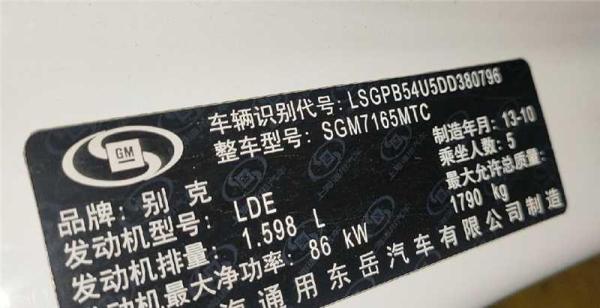 车辆识别代号: LSGPB54U5DD380796
整车型号: SGM7165MTC
GM
制造年月: 13-10
乘坐人数: 5
最大允许总质量:
1790 kg
品牌: 别克
发动机型号: LDE
发动机排量: 1.598 L
发动机最大净功率: 86 kW
海通用东岳汽车有限公司制造